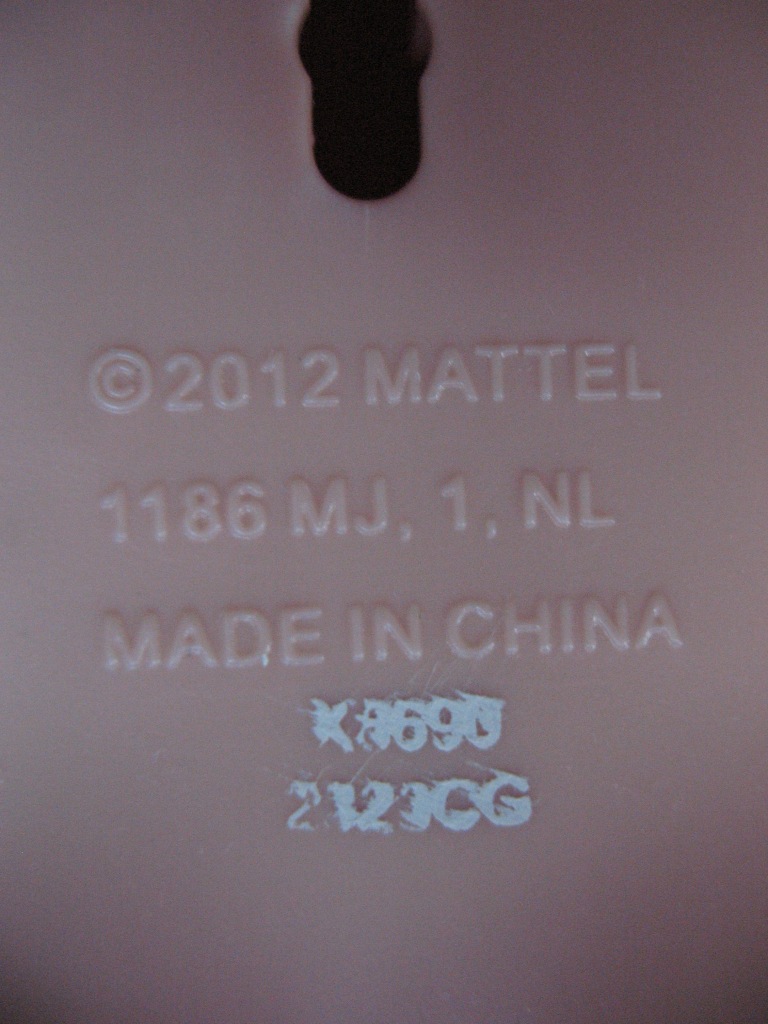 ©2012 MATTEL
1186 MJ, 1, NL
MADE IN CHINA